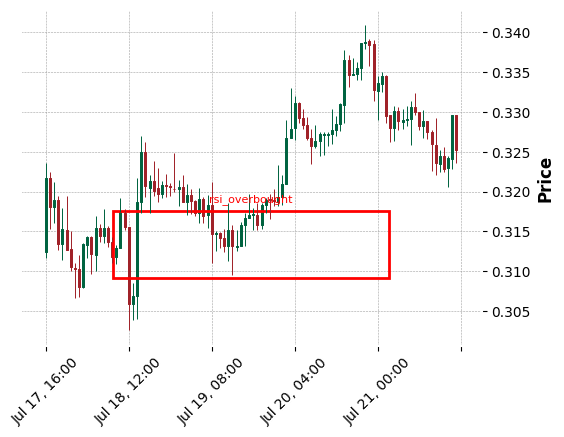 0.340
0.335
0.330
0.325
0.320
0.315
0.310
0.305
Price
rsi_overbought
Jul 17, 16:00
Jul 18, 12:00
Jul 19, 08:00
Jul 20, 04:00
Jul 21, 00:00